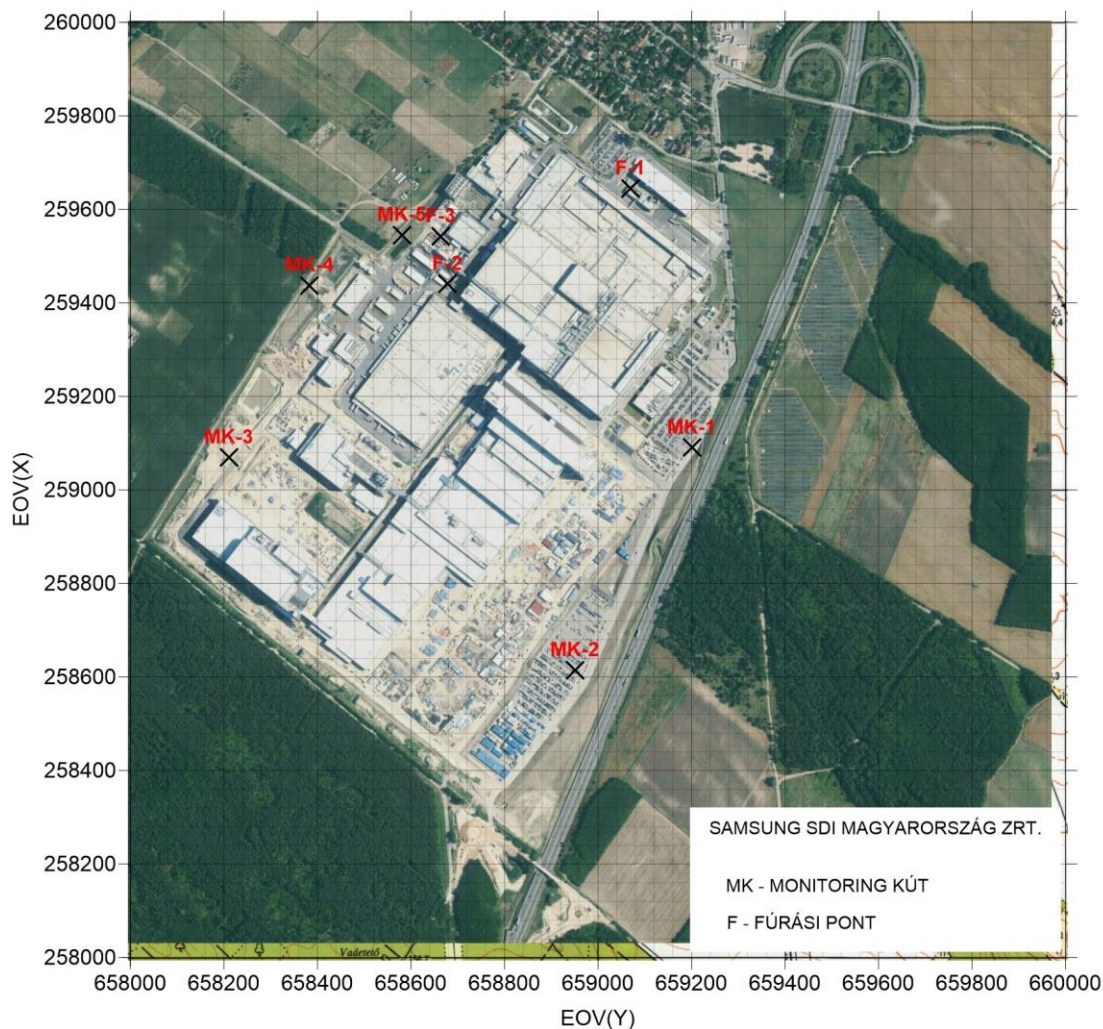 260000
259800
259600
259400
259200
259000
258800
258600
258400
258200
258000
EOV(X)
F-1
MK-5
F-3
F-2
MK-4
MK-1
MK-3
MK-2
SAMSUNG SDI MAGYARORSZÁG ZRT.
MK - MONITORING KÚT
F - FÚRÁSI PONT
Vadetető
658000 658200 658400 658600 658800 659000 659200 659400 659600 659800 660000
EOV(Y)